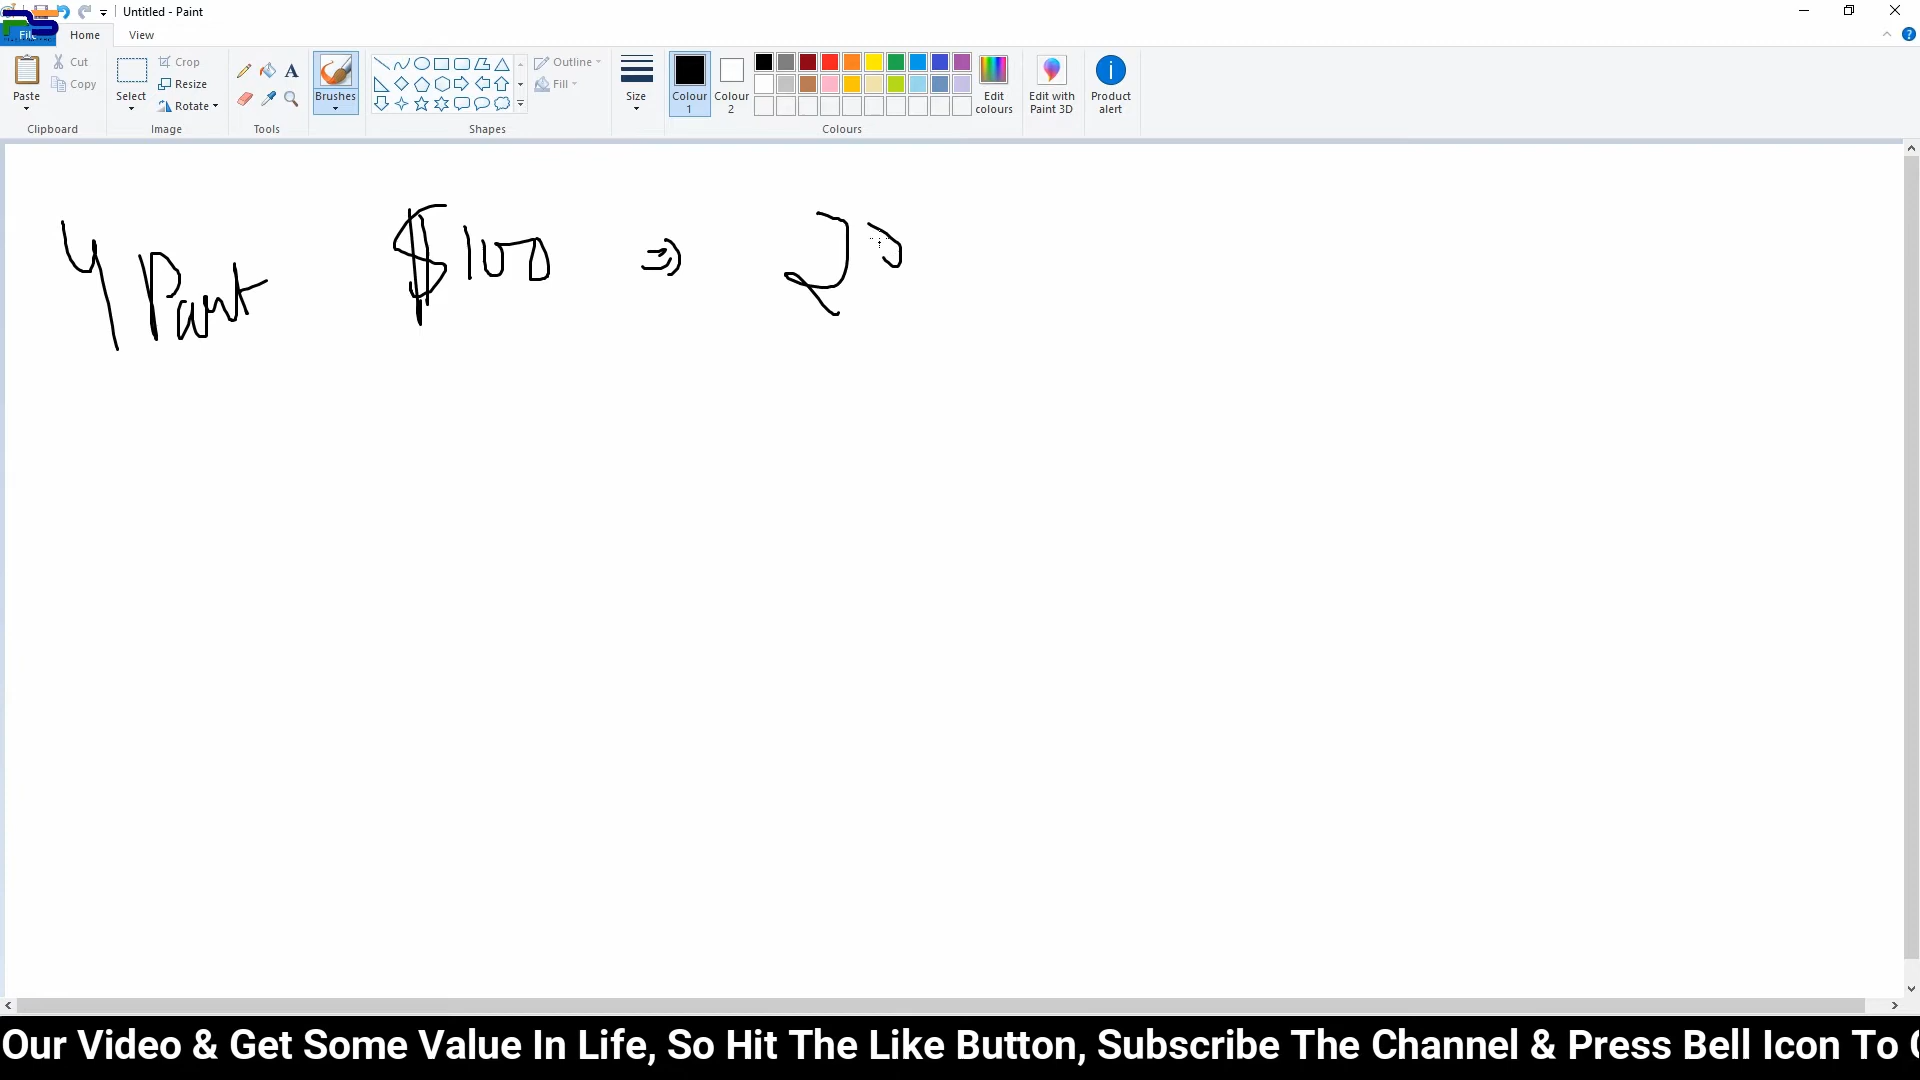 Untitled - Paint
File Home View
Paste Cut Copy Clipboard
Select Crop Resize Rotate Image
Tools
Brushes
Shapes
Outline Fill
Size
Colour 1 Colour 2 Colours
Edit colours
Edit with Paint 3D
Product alert
4 Part $100 ⇒ 2
Our Video & Get Some Value In Life, So Hit The Like Button, Subscribe The Channel & Press Bell Icon To